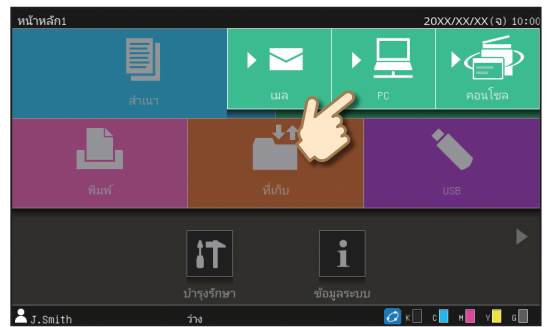 หน้าหลัก1 20XX/XX/XX(จ) 10:00
สำเนา เมล PC คอนโซล
พิมพ์ ที่เก็บ USB
บำรุงรักษา ข้อมูลระบบ
J.Smith ว่าง K C M Y G